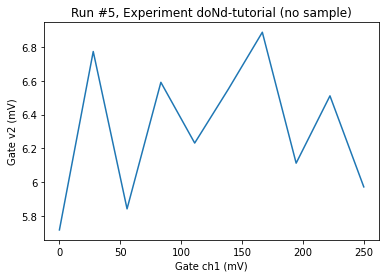 Run #5, Experiment doNd-tutorial (no sample)
Gate v2 (mV)
6.8
6.6
6.4
6.2
6
5.8
0 50 100 150 200 250
Gate ch1 (mV)